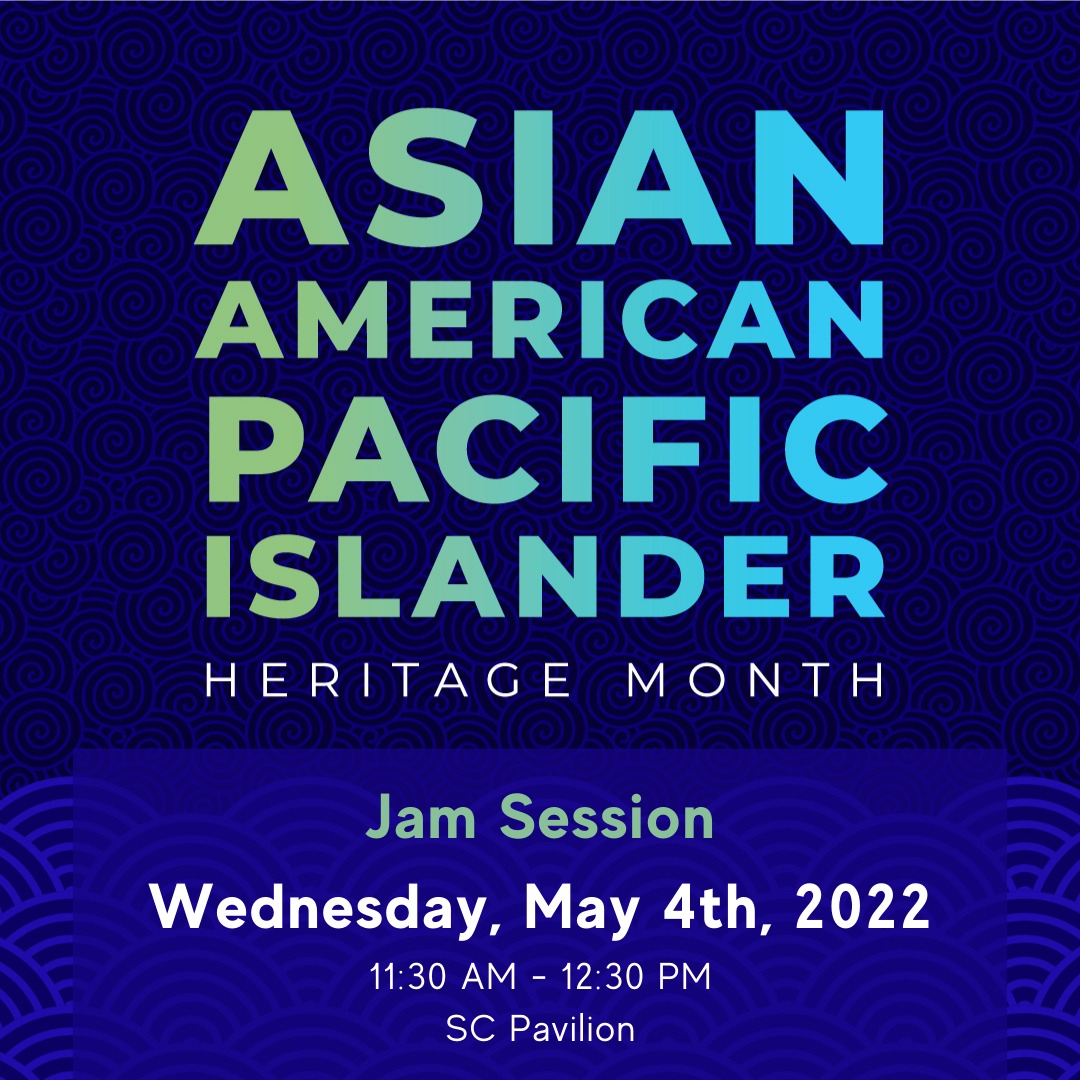 ASIAN
AMERICAN
PACIFIC
ISLANDER
HERITAGE MONTH
Jam Session
Wednesday, May 4th, 2022
11:30 AM - 12:30 PM
SC Pavilion